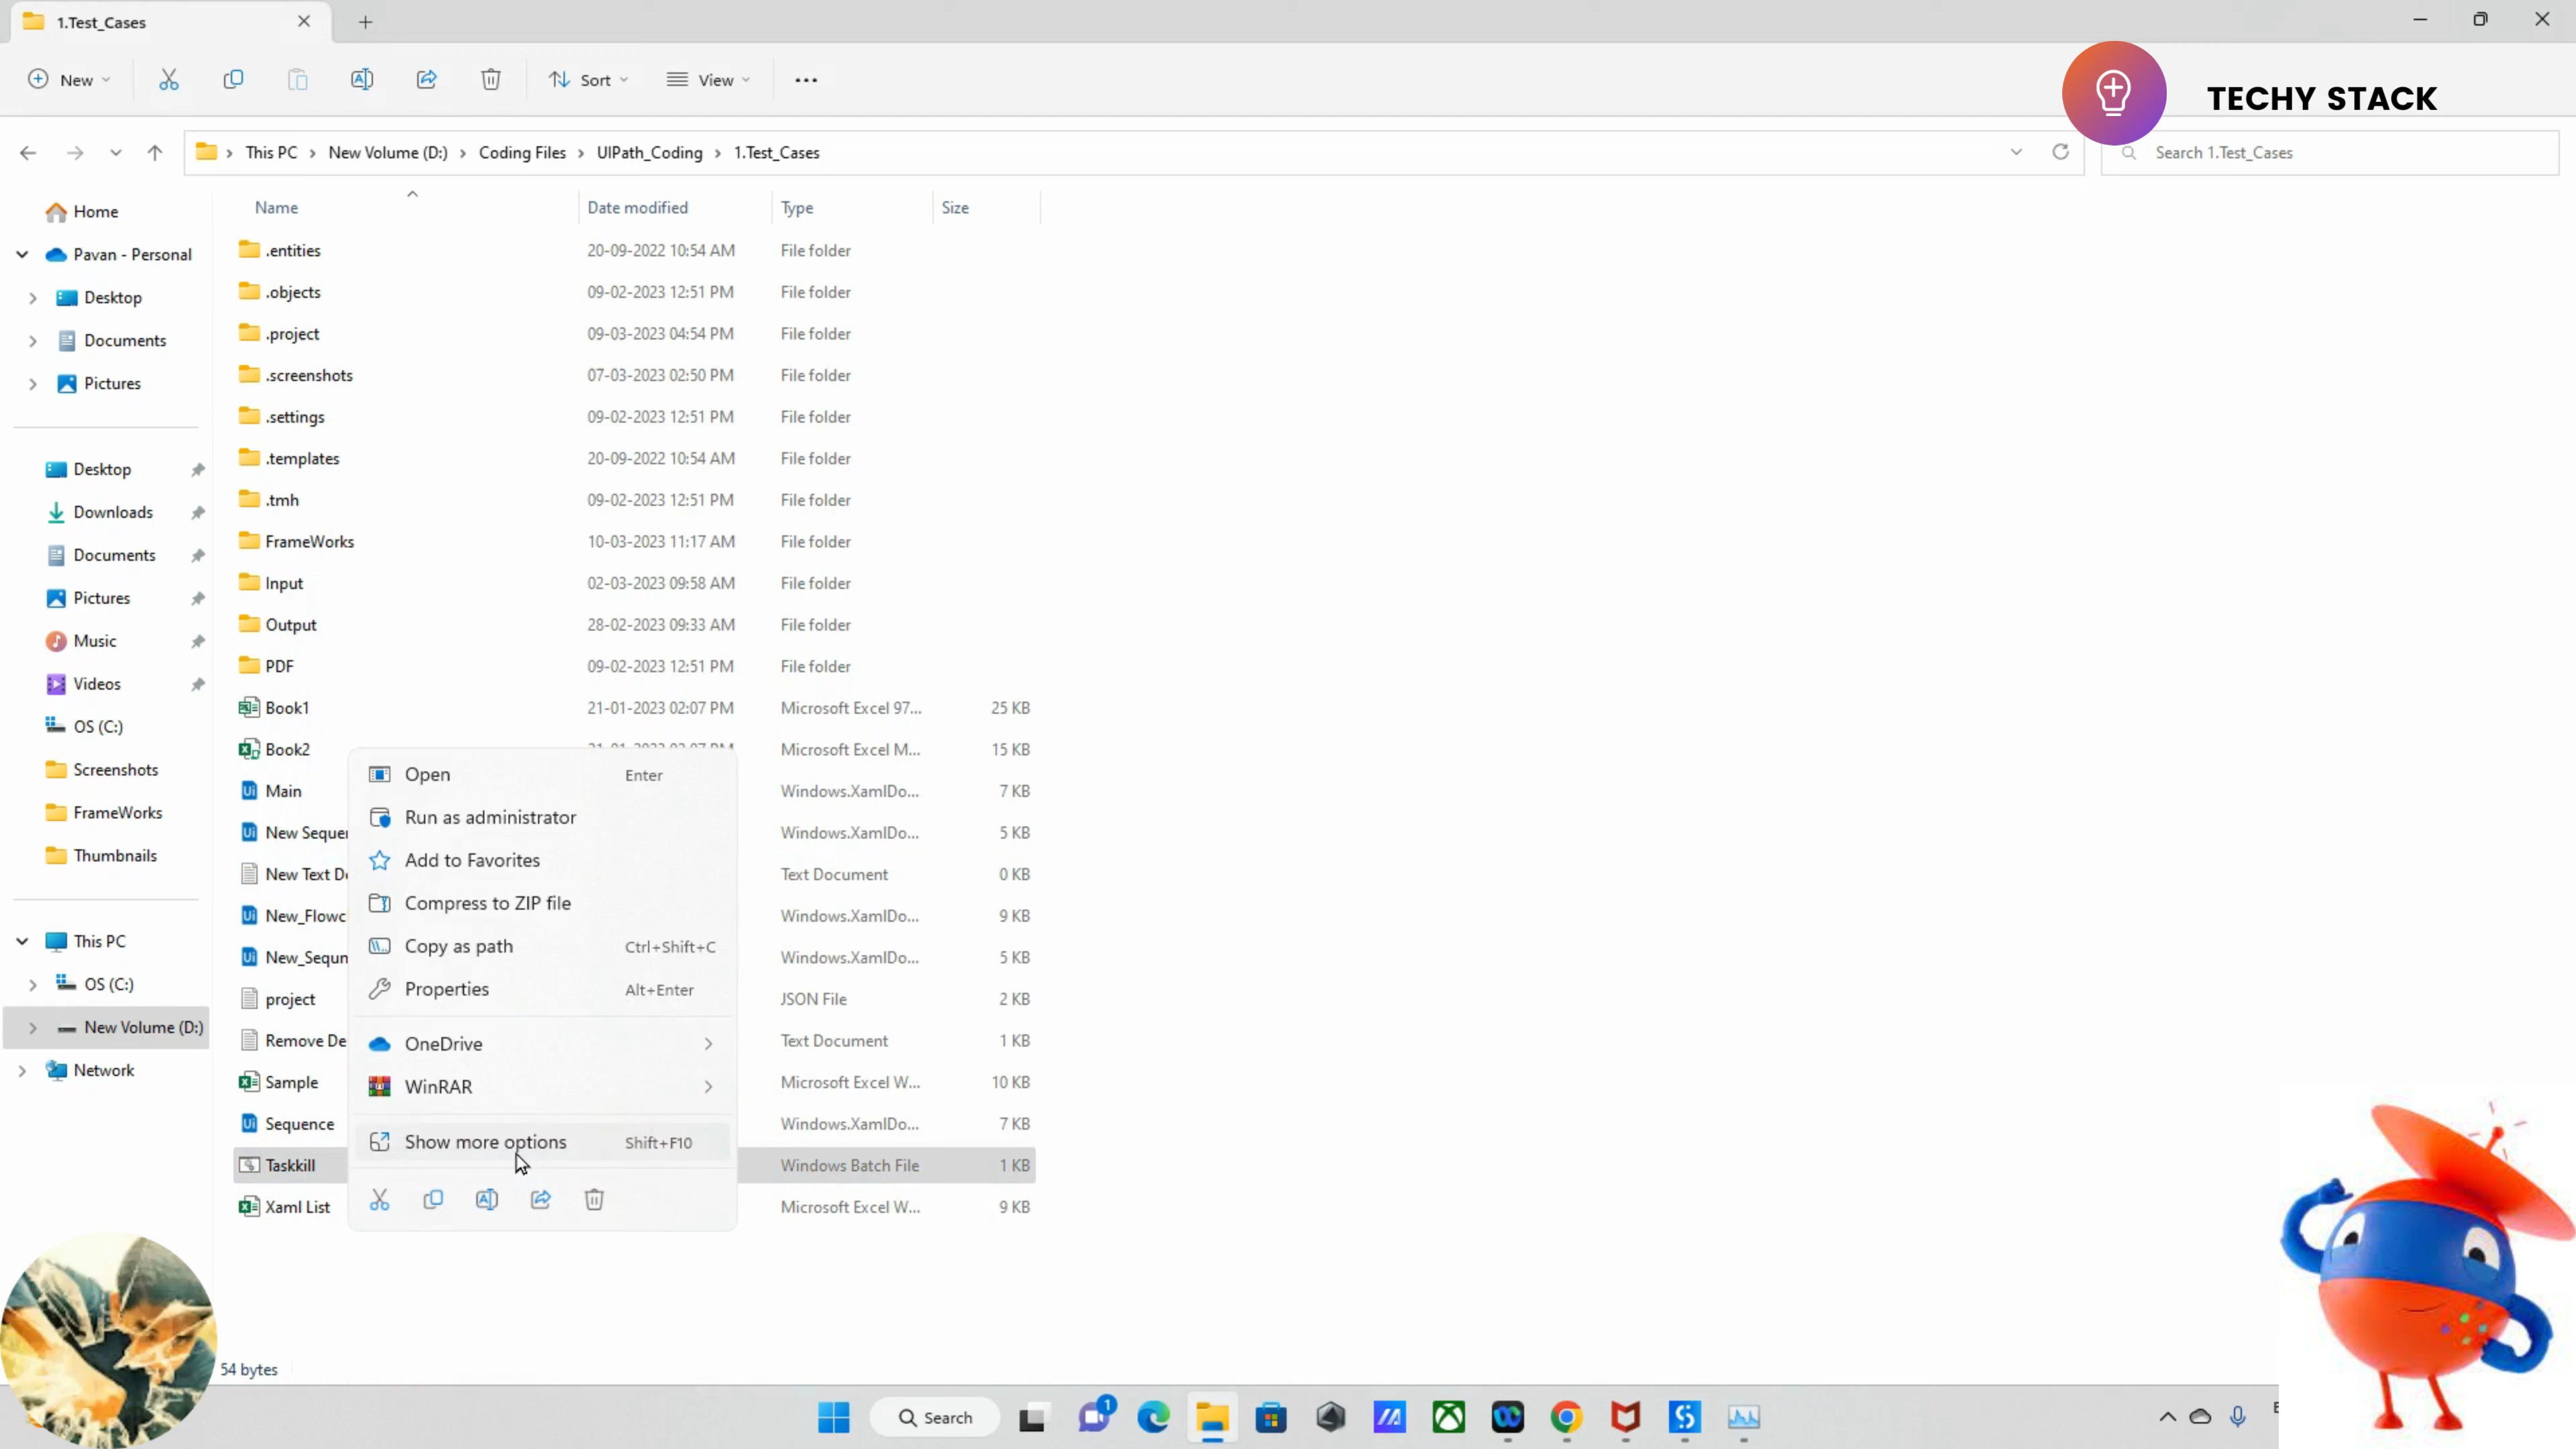 1.Test_Cases
New
Sort
View
TECHY STACK
This PC > New Volume (D:) > Coding Files > UIPath_Coding > 1.Test_Cases
Search 1.Test_Cases
Name Date modified Type Size
Home
Pavan - Personal
Desktop
Documents
Pictures
Desktop
Downloads
Documents
Pictures
Music
Videos
OS (C:)
Screenshots
FrameWorks
Thumbnails
This PC
OS (C:)
New Volume (D:)
Network
.entities 20-09-2022 10:54 AM File folder
.objects 09-02-2023 12:51 PM File folder
.project 09-03-2023 04:54 PM File folder
.screenshots 07-03-2023 02:50 PM File folder
.settings 09-02-2023 12:51 PM File folder
.templates 20-09-2022 10:54 AM File folder
.tmh 09-02-2023 12:51 PM File folder
FrameWorks 10-03-2023 11:17 AM File folder
Input 02-03-2023 09:58 AM File folder
Output 28-02-2023 09:33 AM File folder
PDF 09-02-2023 12:51 PM File folder
Book1 21-01-2023 02:07 PM Microsoft Excel 97... 25 KB
Book2 Microsoft Excel M... 15 KB
Main Windows.XamlDo... 7 KB
New Sequen Windows.XamlDo... 5 KB
New Text D Text Document 0 KB
New_Flowc Windows.XamlDo... 9 KB
New_Sequn Windows.XamlDo... 5 KB
project JSON File 2 KB
Remove De Text Document 1 KB
Sample Microsoft Excel W... 10 KB
Sequence Windows.XamlDo... 7 KB
Taskkill Windows Batch File 1 KB
Xaml List Microsoft Excel W... 9 KB
Open Enter
Run as administrator
Add to Favorites
Compress to ZIP file
Copy as path Ctrl+Shift+C
Properties Alt+Enter
OneDrive
WinRAR
Show more options Shift+F10
54 bytes
Search
1